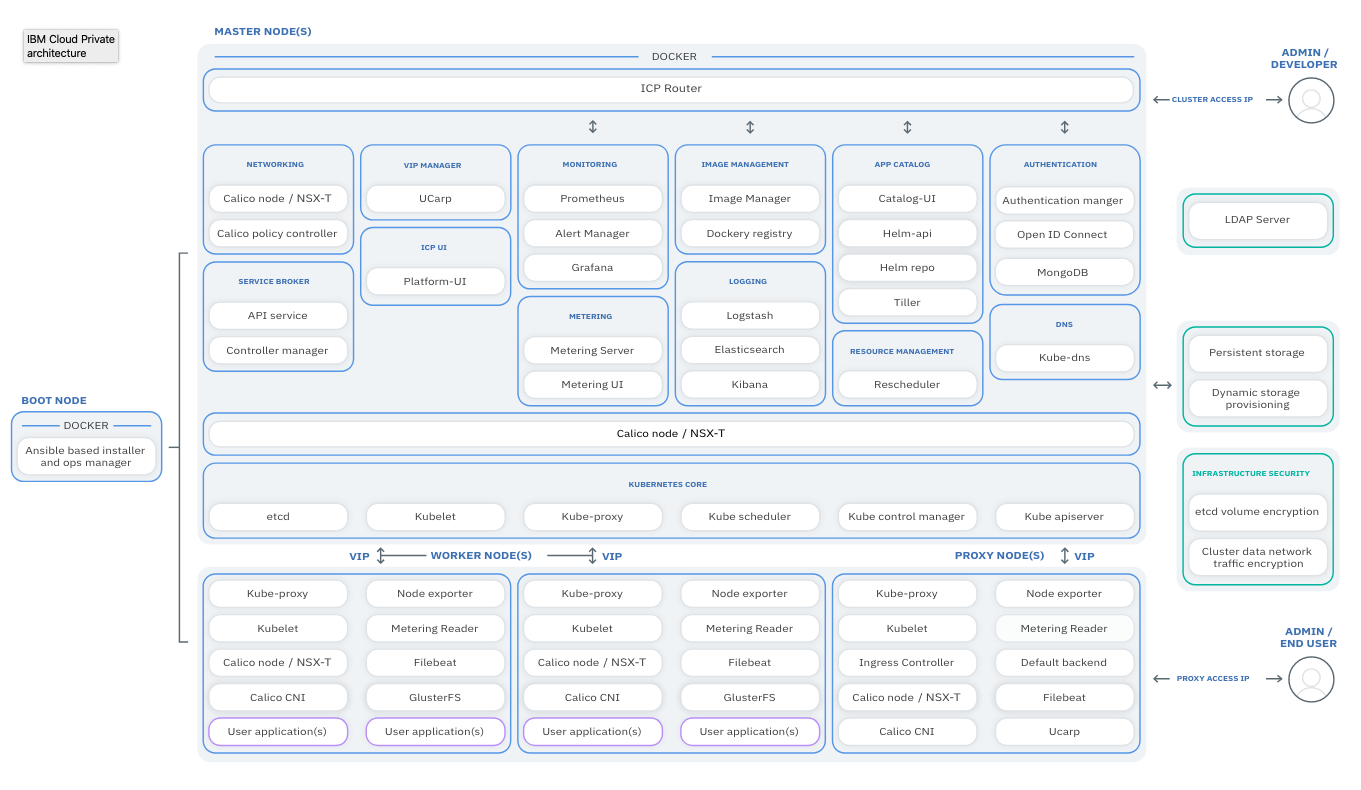 IBM Cloud Private
architecture
MASTER NODE(S)
DOCKER
ICP Router
ADMIN /
DEVELOPER
CLUSTER ACCESS IP
NETWORKING
Calico node / NSX-T
Calico policy controller
VIP MANAGER
UCarp
MONITORING
Prometheus
Alert Manager
Grafana
IMAGE MANAGEMENT
Image Manager
Dockery registry
APP CATALOG
Catalog-UI
Helm-api
Helm repo
Tiller
AUTHENTICATION
Authentication manger
Open ID Connect
MongoDB
LDAP Server
SERVICE BROKER
API service
Controller manager
ICP UI
Platform-UI
METERING
Metering Server
Metering UI
LOGGING
Logstash
Elasticsearch
Kibana
RESOURCE MANAGEMENT
Rescheduler
DNS
Kube-dns
Persistent storage
Dynamic storage
provisioning
BOOT NODE
DOCKER
Ansible based installer
and ops manager
Calico node / NSX-T
KUBERNETES CORE
etcd
Kubelet
Kube-proxy
Kube scheduler
Kube control manager
Kube apiserver
INFRASTRUCTURE SECURITY
etcd volume encryption
Cluster data network
traffic encryption
VIP
WORKER NODE(S)
VIP
PROXY NODE(S)
VIP
Kube-proxy
Kubelet
Calico node / NSX-T
Calico CNI
User application(s)
Node exporter
Metering Reader
Filebeat
GlusterFS
User application(s)
Kube-proxy
Kubelet
Calico node / NSX-T
Calico CNI
User application(s)
Node exporter
Metering Reader
Filebeat
GlusterFS
User application(s)
Kube-proxy
Kubelet
Ingress Controller
Calico node / NSX-T
Calico CNI
Node exporter
Metering Reader
Default backend
Filebeat
Ucarp
ADMIN /
END USER
PROXY ACCESS IP